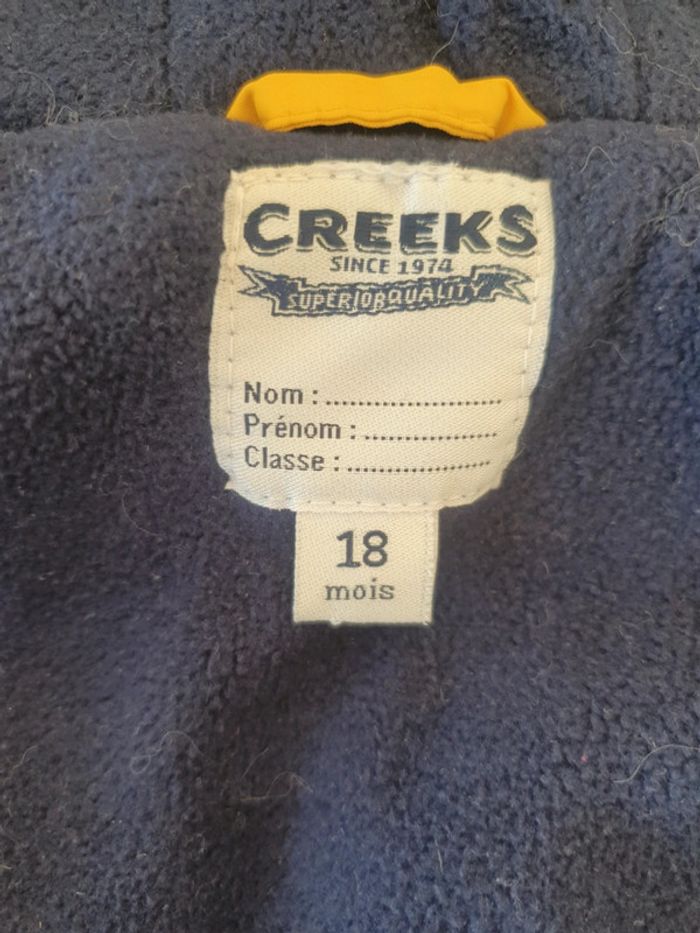 CREEKS
SINCE 1974
SUPERIOR QUALITY
Nom : ..............................
Prénom : .......................
Classe : .........................
18
mois